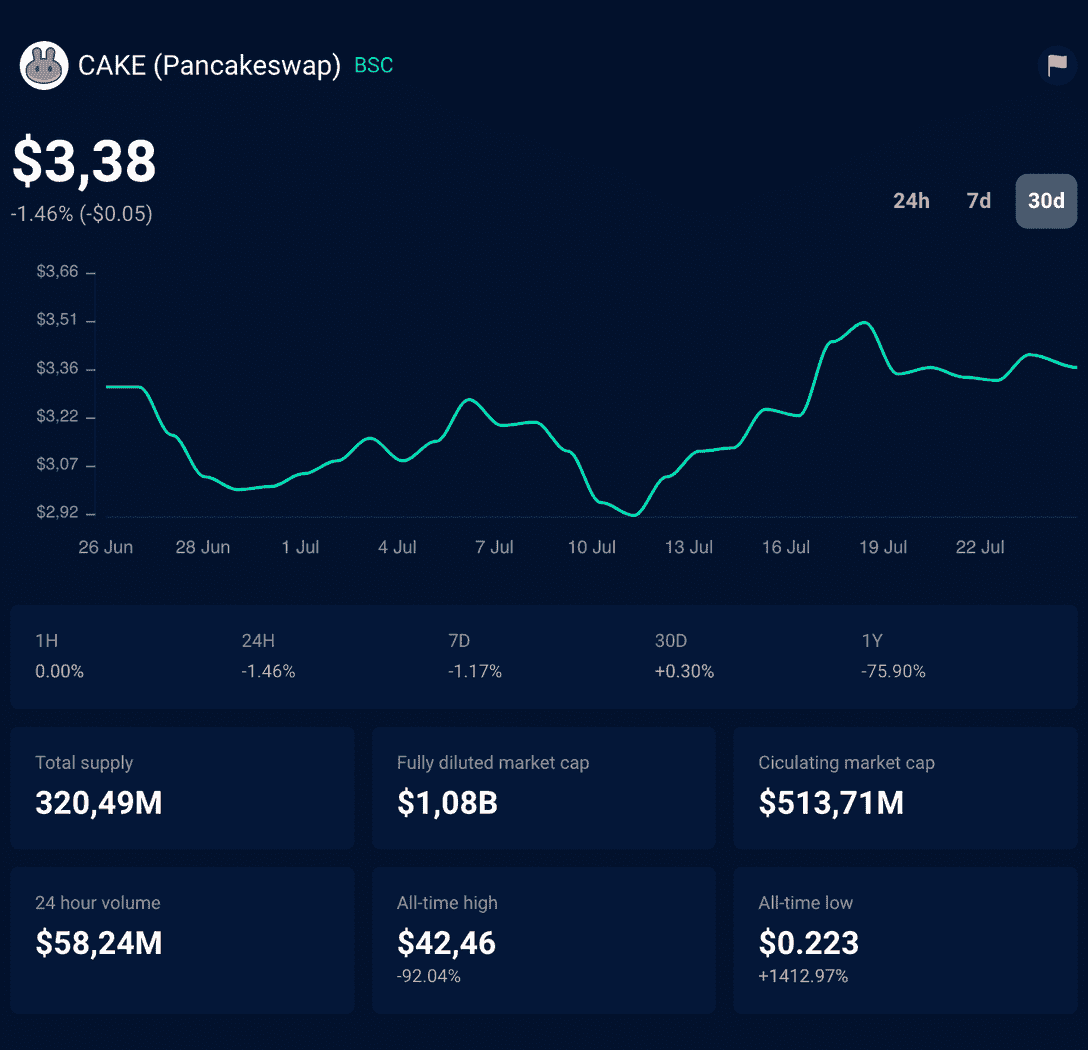 CAKE (Pancakeswap) BSC
$3,38
-1.46% (-$0.05)
24h 7d 30d
$3,66
$3,51
$3,36
$3,22
$3,07
$2,92
26 Jun 28 Jun 1 Jul 4 Jul 7 Jul 10 Jul 13 Jul 16 Jul 19 Jul 22 Jul
1H 24H 7D 30D 1Y
0.00% -1.46% -1.17% +0.30% -75.90%
Total supply Fully diluted market cap Ciculating market cap
320,49M $1,08B $513,71M
24 hour volume All-time high All-time low
$58,24M $42,46 $0.223
-92.04% +1412.97%